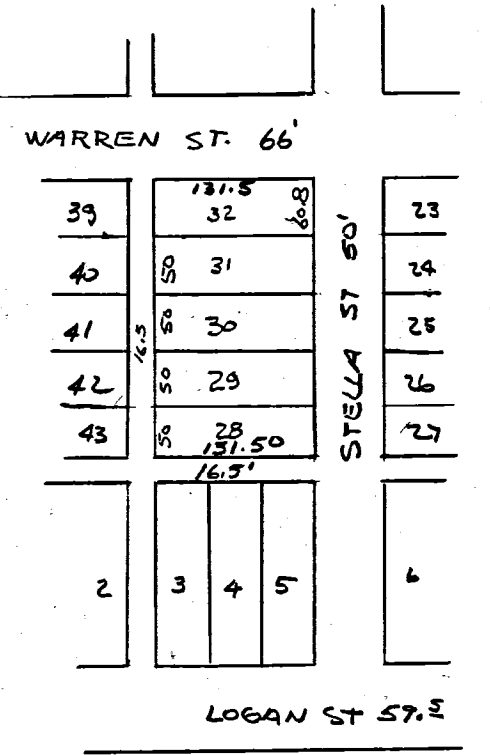 WARREN ST. 66'
131.5
39 32 60.8 23
40 50 31 24
41 50 30 25
16.5
42 50 29 26
43 50 28 27
131.50
STELLA ST 50'
16.5'
2 3 4 5 6
LOGAN ST 59.5